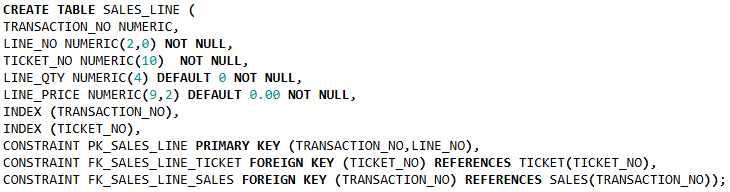 CREATE TABLE SALES_LINE (
TRANSACTION_NO NUMERIC,
LINE_NO NUMERIC(2,0) NOT NULL,
TICKET_NO NUMERIC(10)  NOT NULL,
LINE_QTY NUMERIC(4) DEFAULT 0 NOT NULL,
LINE_PRICE NUMERIC(9,2) DEFAULT 0.00 NOT NULL,
INDEX (TRANSACTION_NO),
INDEX (TICKET_NO),
CONSTRAINT PK_SALES_LINE PRIMARY KEY (TRANSACTION_NO,LINE_NO),
CONSTRAINT FK_SALES_LINE_TICKET FOREIGN KEY (TICKET_NO) REFERENCES TICKET(TICKET_NO),
CONSTRAINT FK_SALES_LINE_SALES FOREIGN KEY (TRANSACTION_NO) REFERENCES SALES(TRANSACTION_NO));